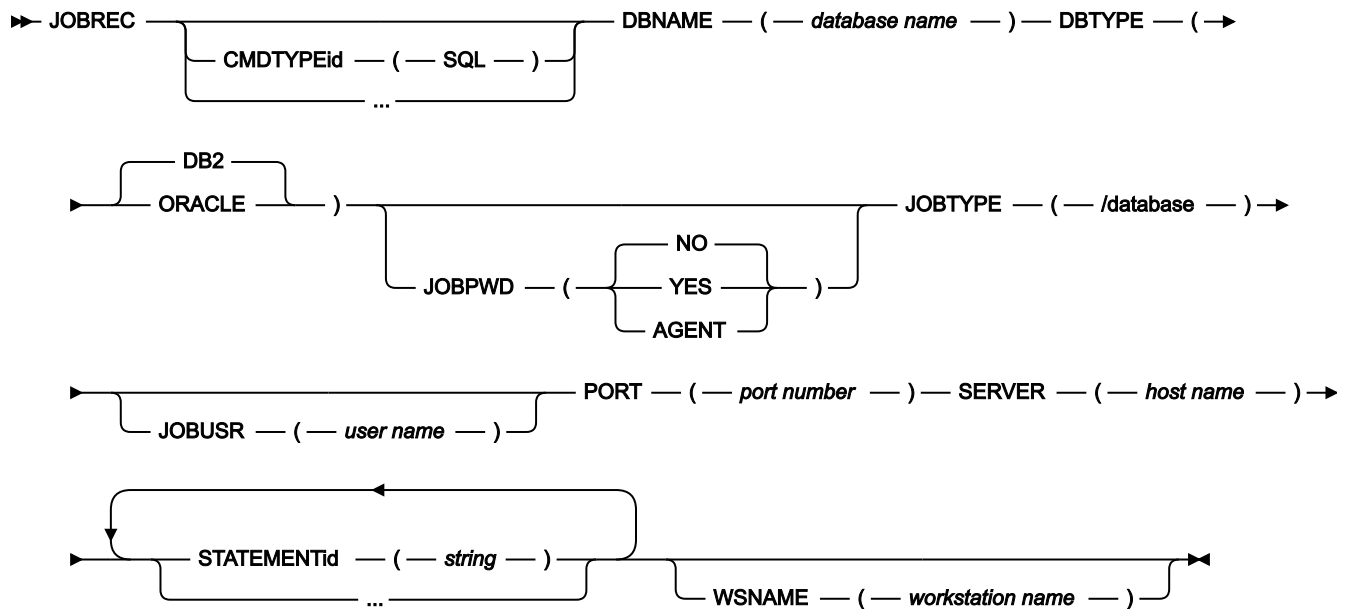 JOBREC DBNAME ( database name ) DBTYPE (
CMDTYPEid ( SQL )
...
DB2
ORACLE ) JOBTYPE ( /database )
NO
JOBPWD ( YES )
AGENT
PORT ( port number ) SERVER ( host name )
JOBUSR ( user name )
STATEMENTid ( string )
...
WSNAME ( workstation name )